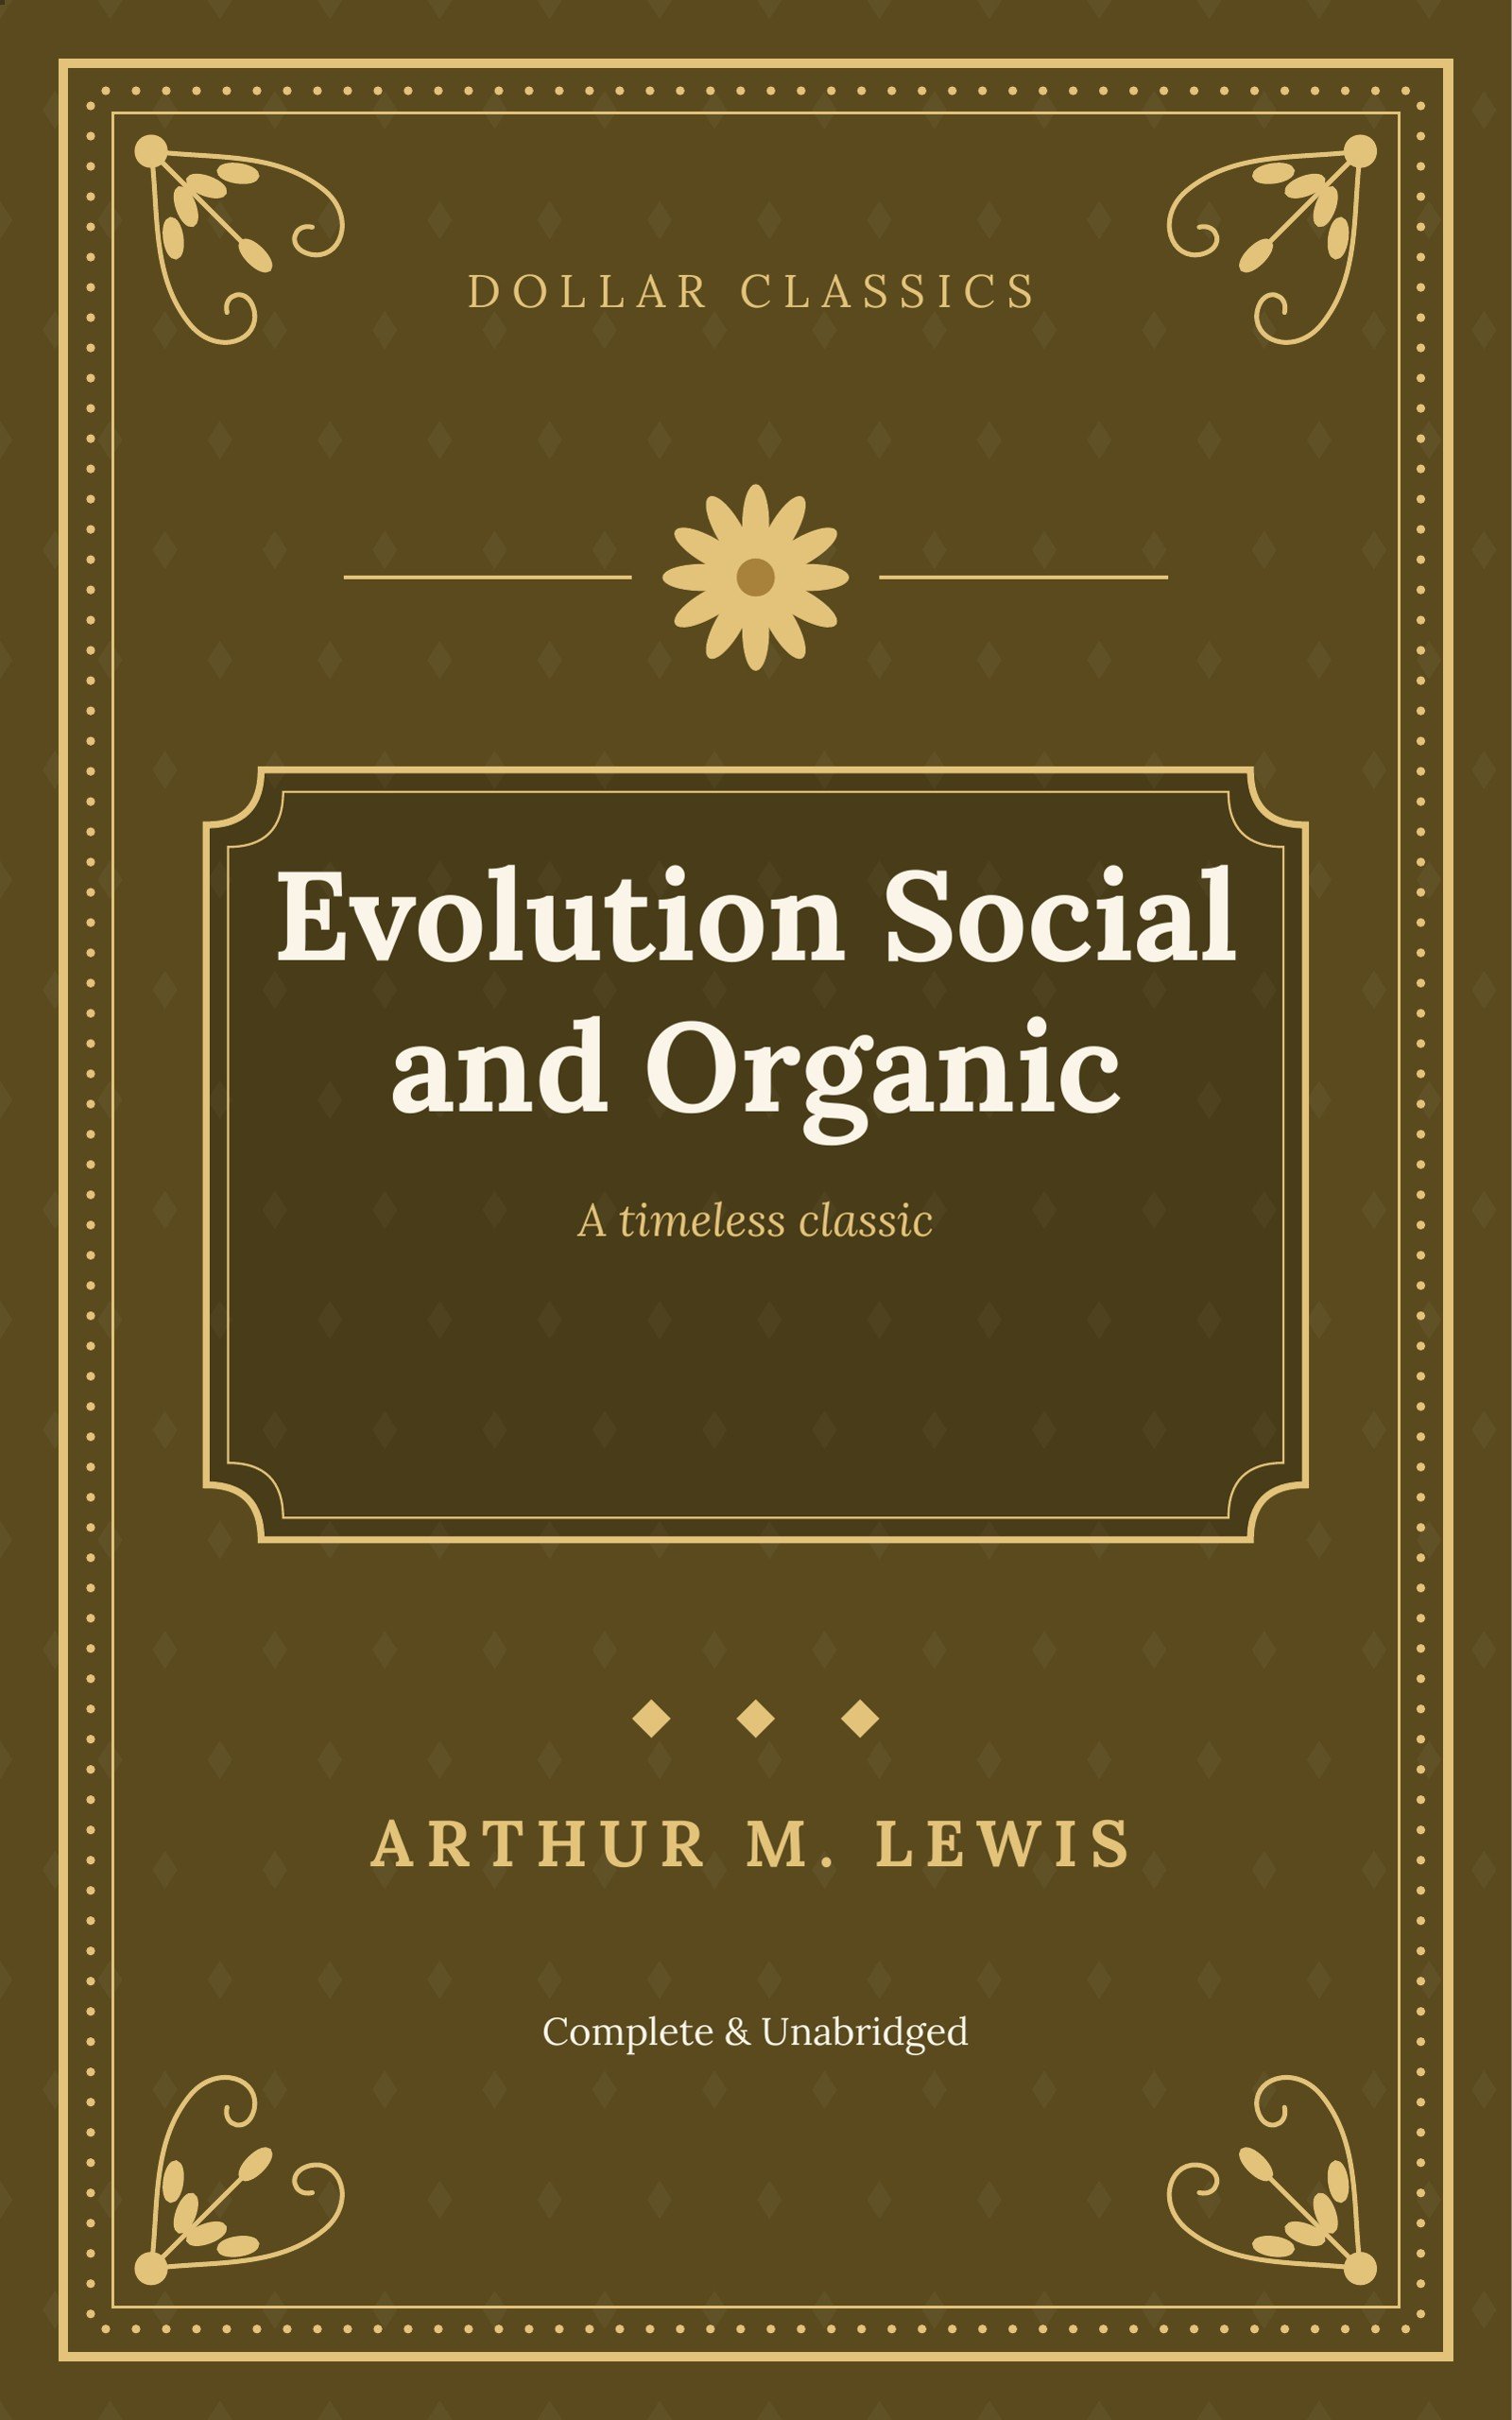 DOLLAR CLASSICS
Evolution Social
and Organic
A timeless classic
ARTHUR M. LEWIS
Complete & Unabridged